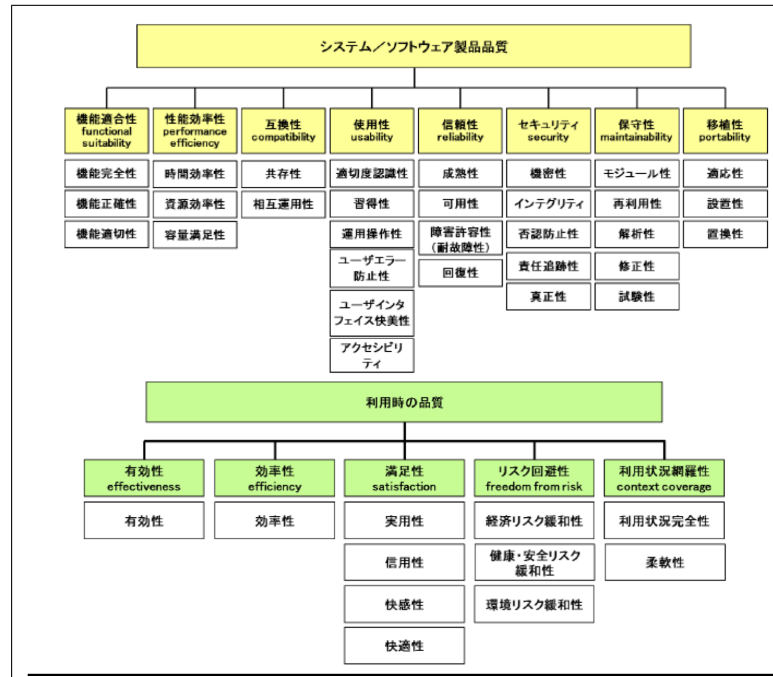 システム／ソフトウェア製品品質
機能適合性
functional
suitability
性能効率性
performance
efficiency
互換性
compatibility
使用性
usability
信頼性
reliability
セキュリティ
security
保守性
maintainability
移植性
portability
機能完全性
機能正確性
機能適切性
時間効率性
資源効率性
容量満足性
共存性
相互運用性
適切度認識性
習得性
運用操作性
ユーザエラー
防止性
ユーザインタ
フェイス快美性
アクセシビリ
ティ
成熟性
可用性
障害許容性
（耐故障性）
回復性
機密性
インテグリティ
否認防止性
責任追跡性
真正性
モジュール性
再利用性
解析性
修正性
試験性
適応性
設置性
置換性
利用時の品質
有効性
effectiveness
効率性
efficiency
満足性
satisfaction
リスク回避性
freedom from risk
利用状況網羅性
context coverage
有効性
効率性
実用性
信用性
快感性
快適性
経済リスク緩和性
健康・安全リスク
緩和性
環境リスク緩和性
利用状況完全性
柔軟性